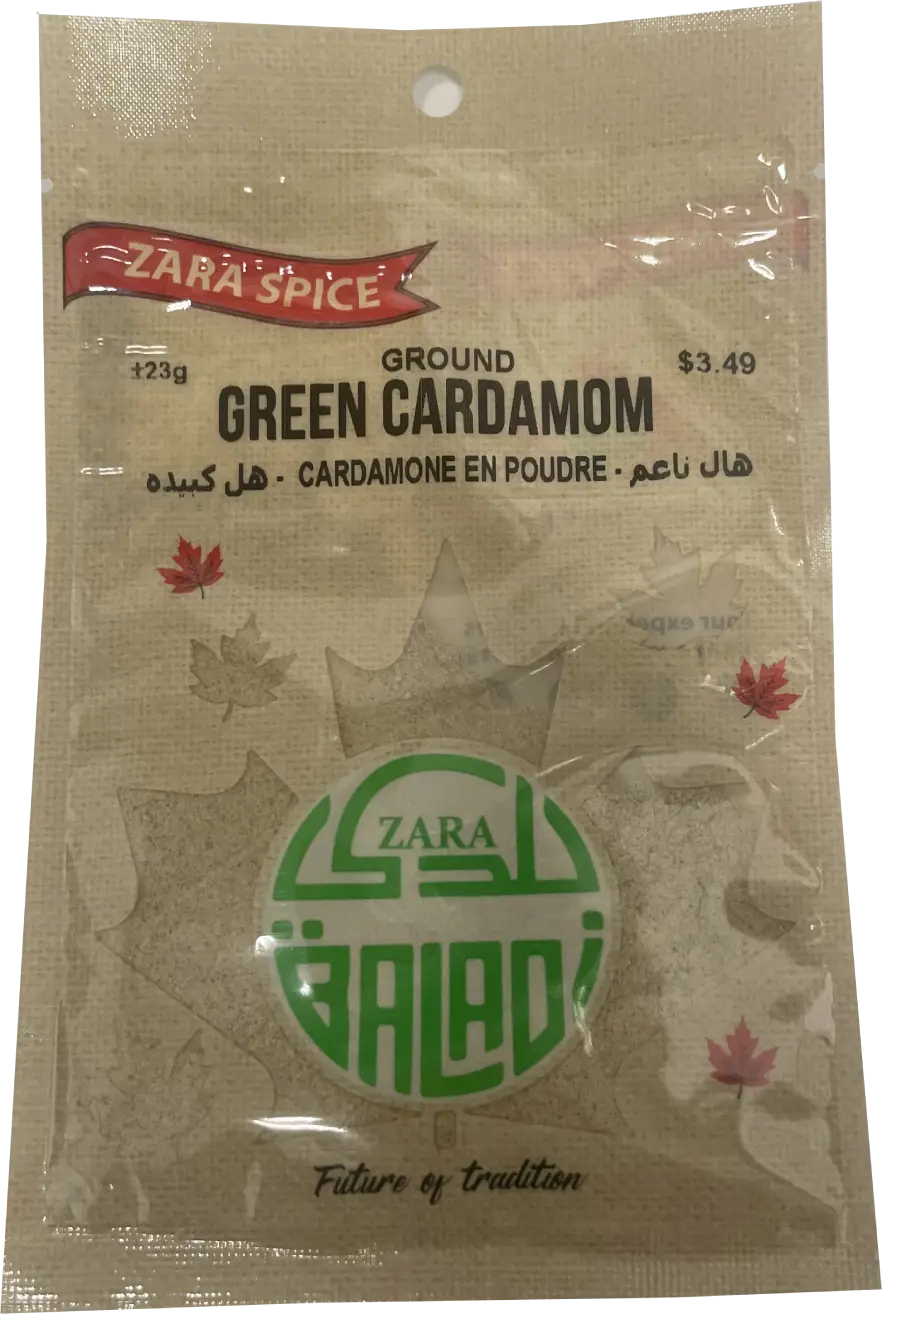 ZARA SPICE
±23g
GROUND
$3.49
GREEN CARDAMOM
هل كبيده - CARDAMONE EN POUDRE - هال ناعم
بلدي
ZARA
BALADI
Future of tradition